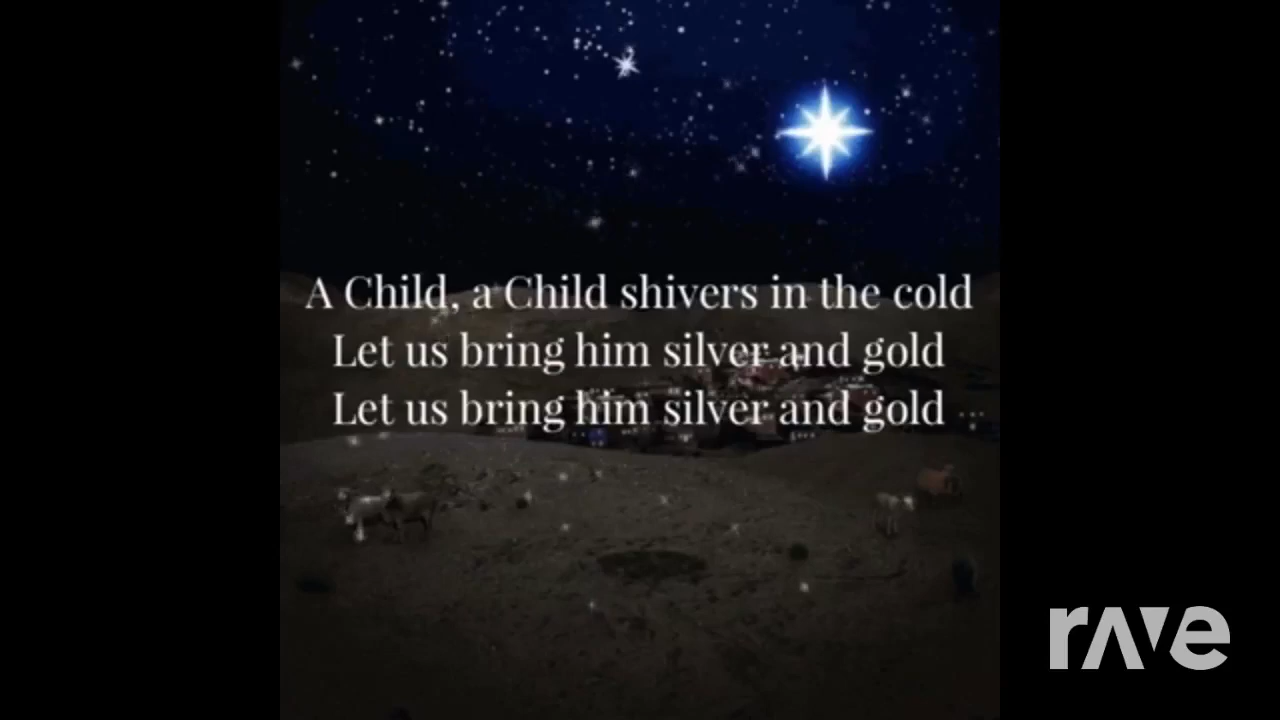 A Child, a Child shivers in the cold
Let us bring him silver and gold
Let us bring him silver and gold
rave